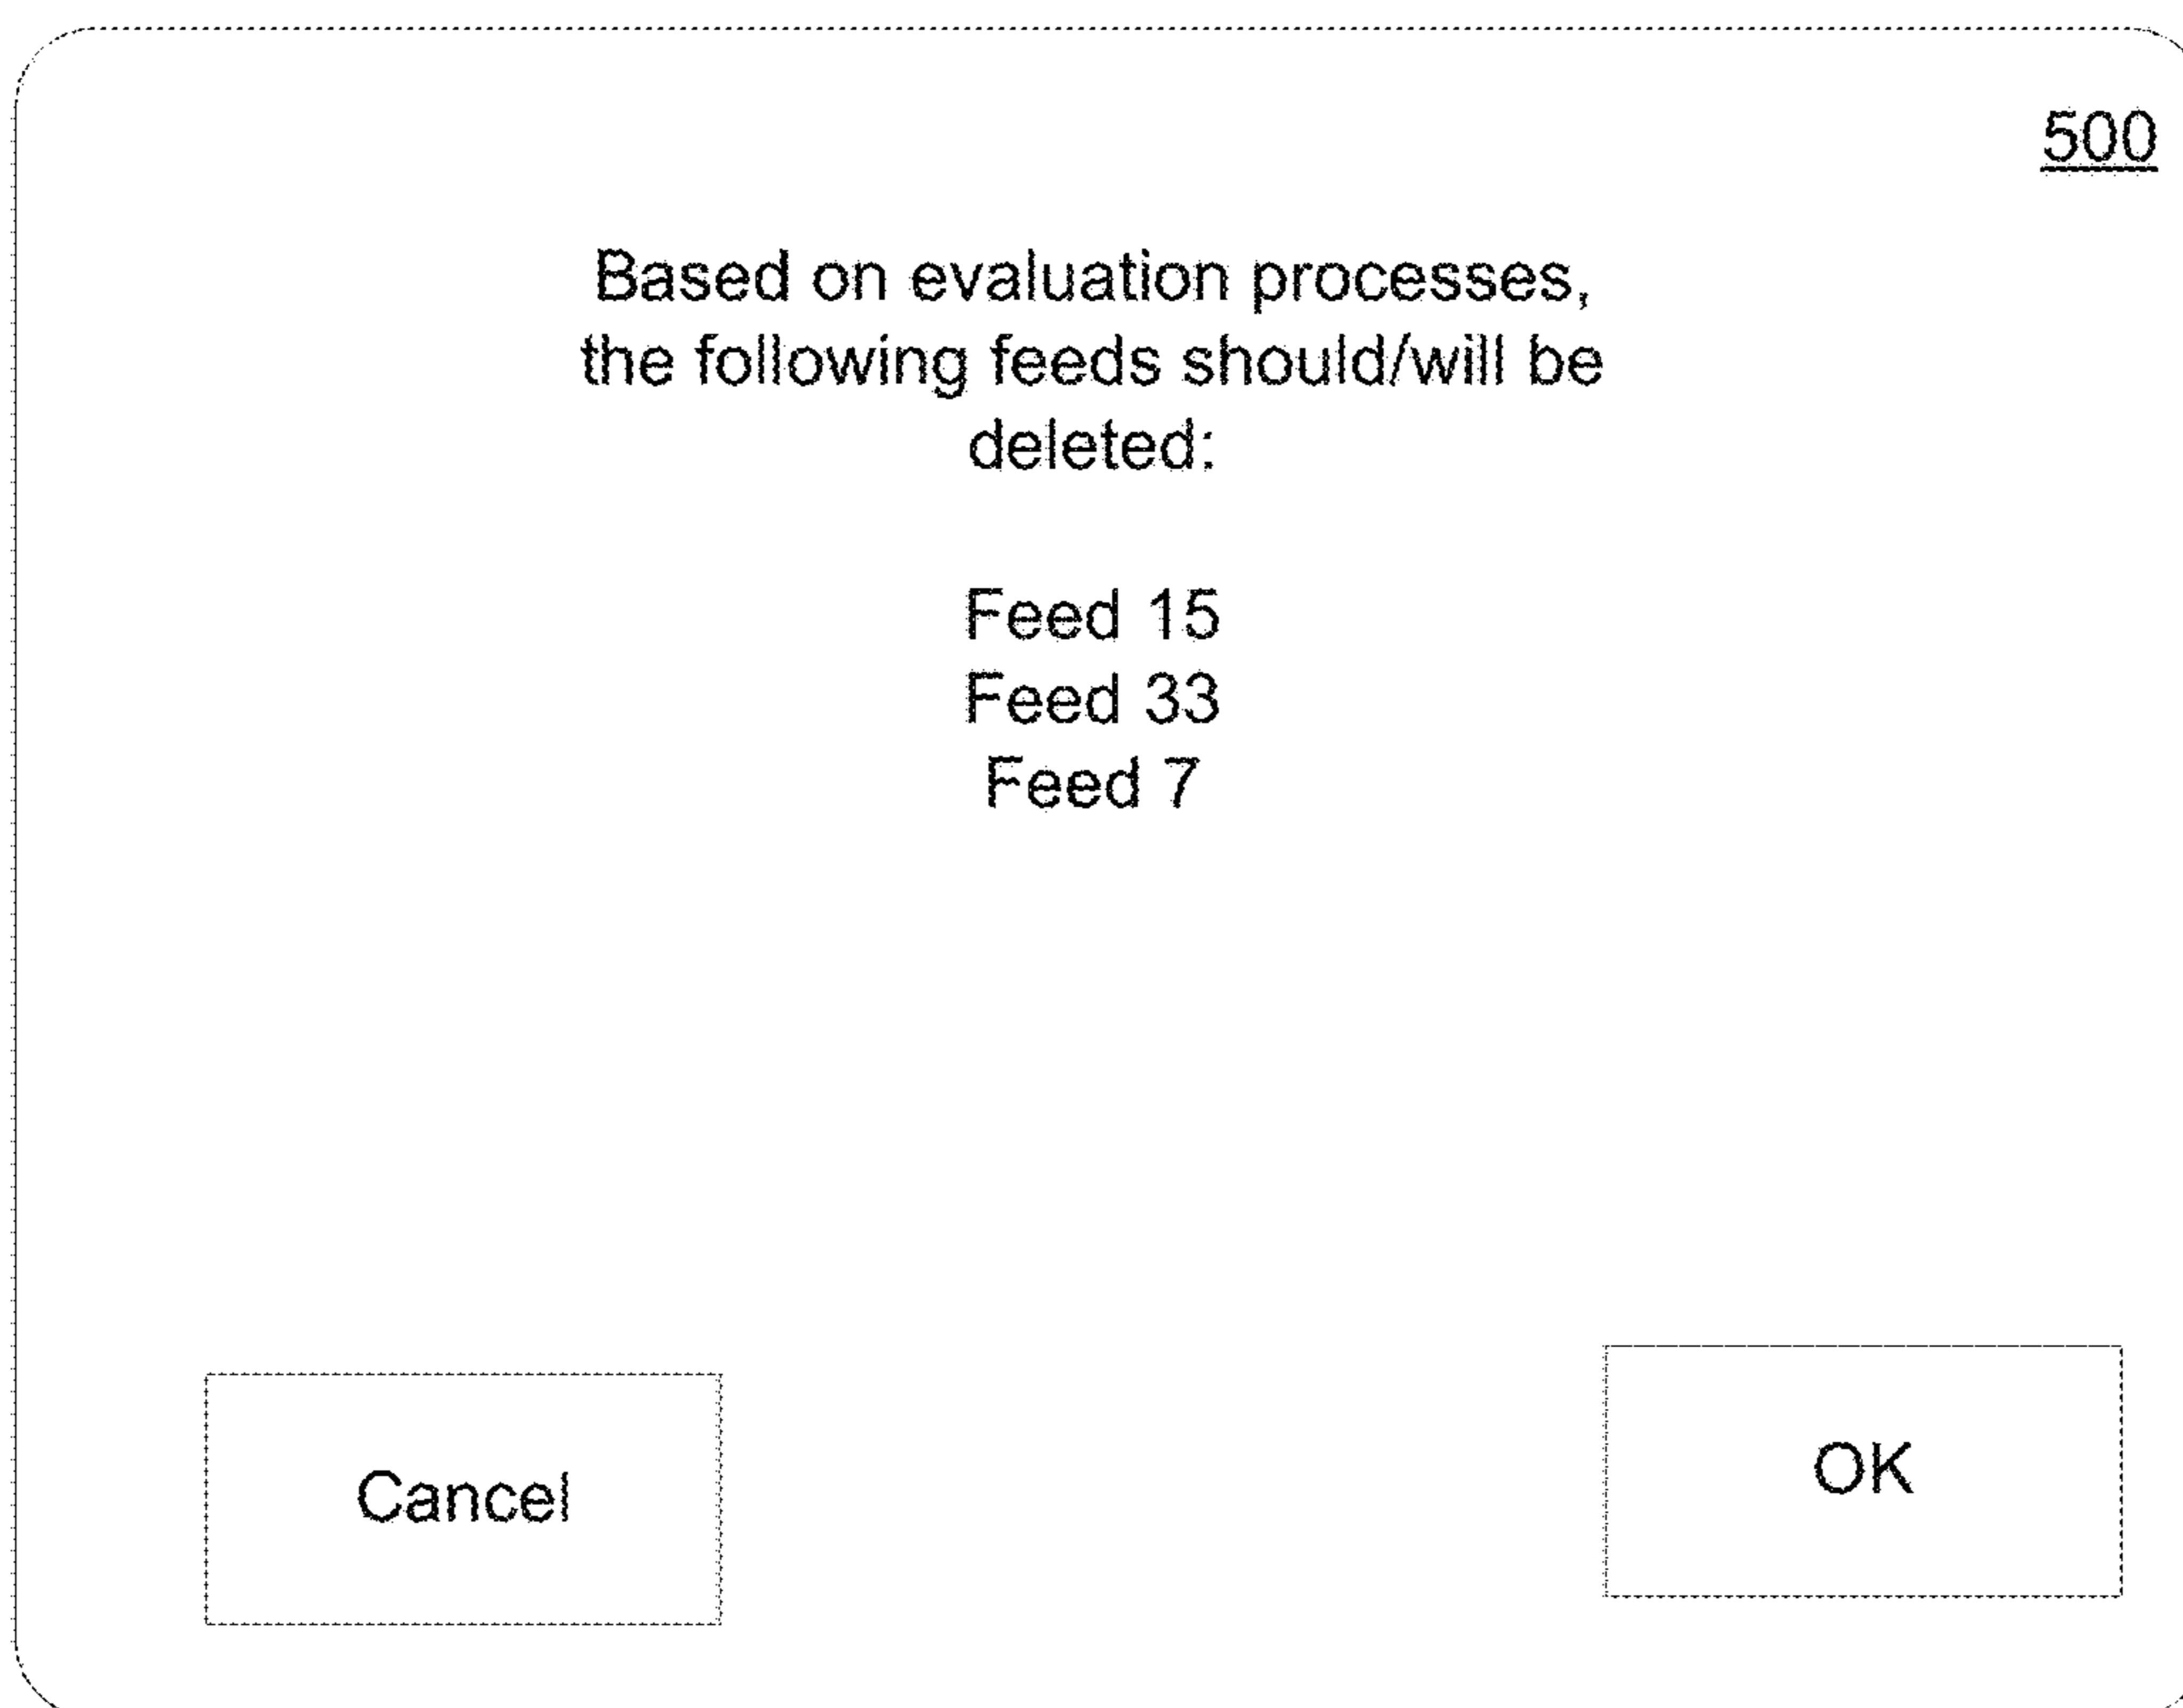 500
Based on evaluation processes,
the following feeds should/will be
deleted:
Feed 15
Feed 33
Feed 7
Cancel
OK